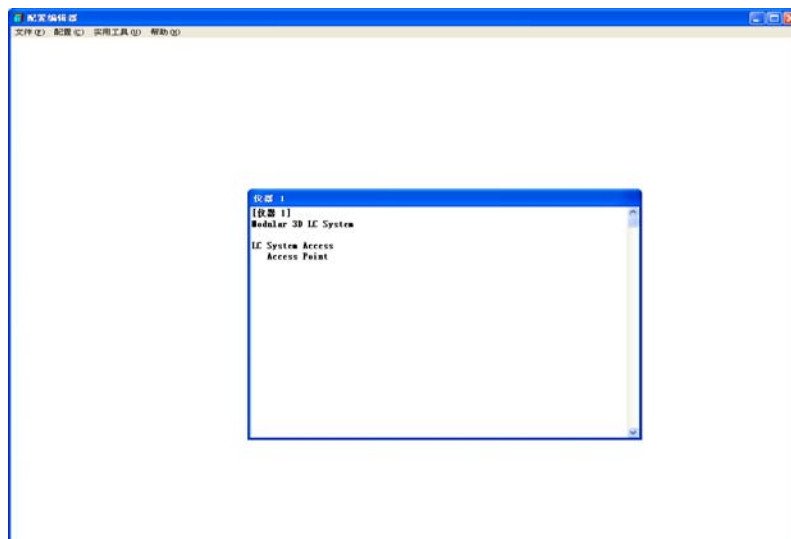 配置编辑器
文件(F) 配置(C) 实用工具(U) 帮助(H)
仪器 1
[仪器 1]
Modular 3D LC System
LC System Access
Access Point